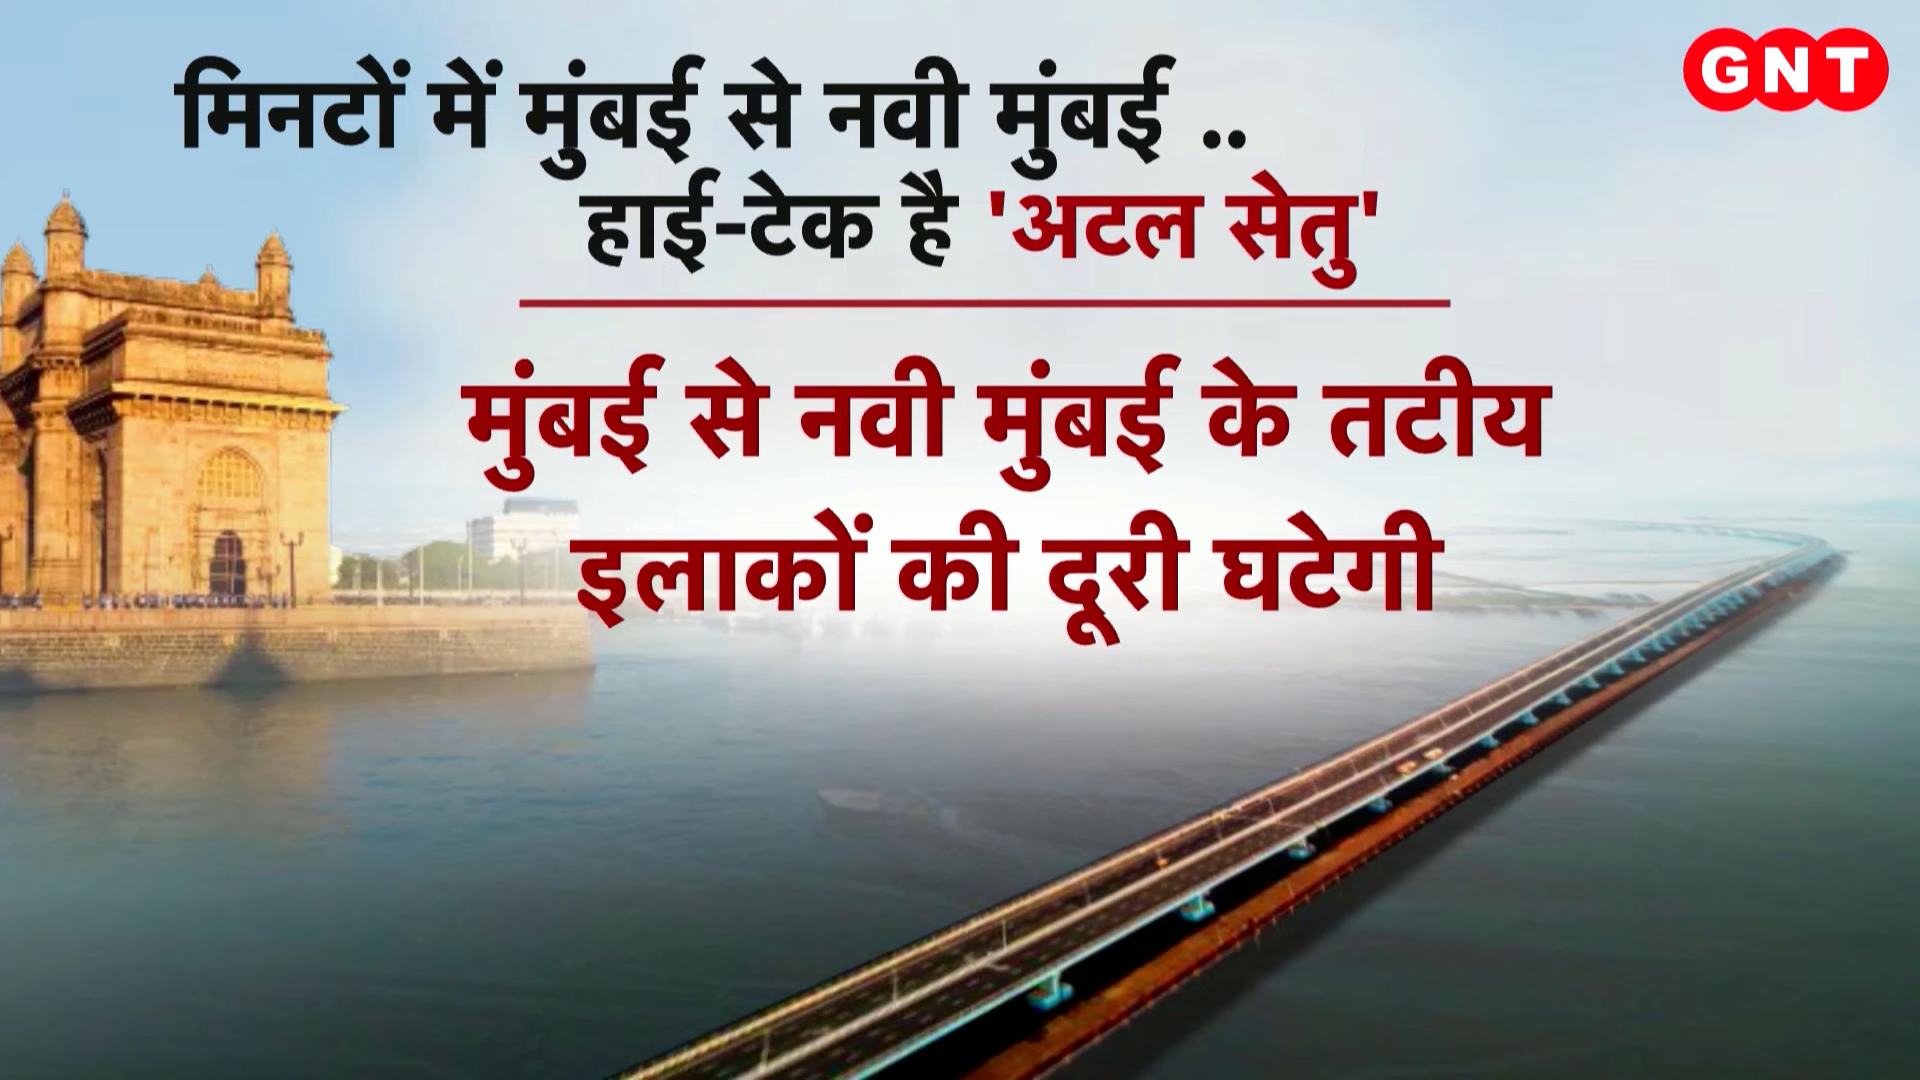 मिनटों में मुंबई से नवी मुंबई ..
हाई-टेक है 'अटल सेतु'
मुंबई से नवी मुंबई के तटीय
इलाकों की दूरी घटेगी
GNT